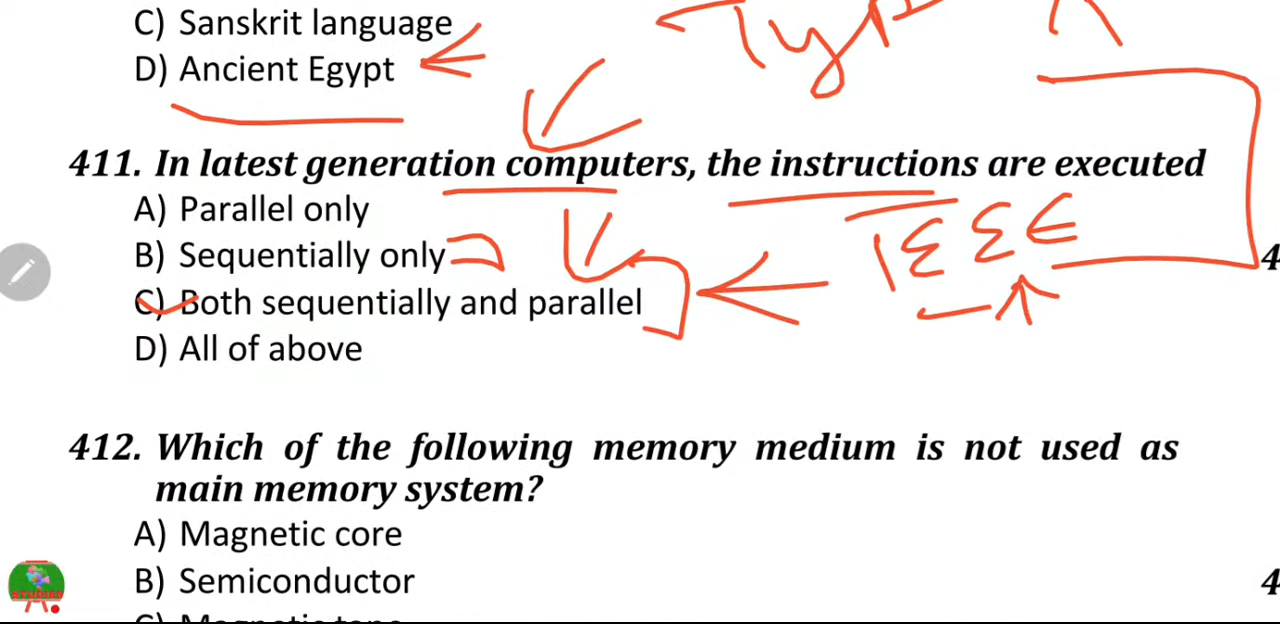 C) Sanskrit language
D) Ancient Egypt
411. In latest generation computers, the instructions are executed
A) Parallel only
B) Sequentially only
IEEE
C) Both sequentially and parallel
D) All of above
412. Which of the following memory medium is not used as
main memory system?
A) Magnetic core
B) Semiconductor
4
4